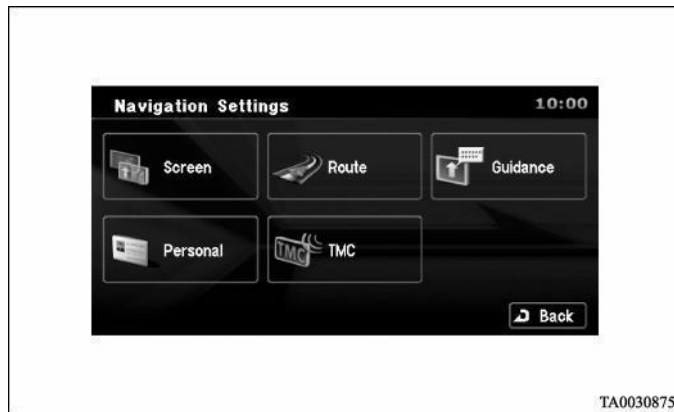 Navigation Settings 10:00
Screen Route Guidance
Personal TMC TMC
Back
TA0030875